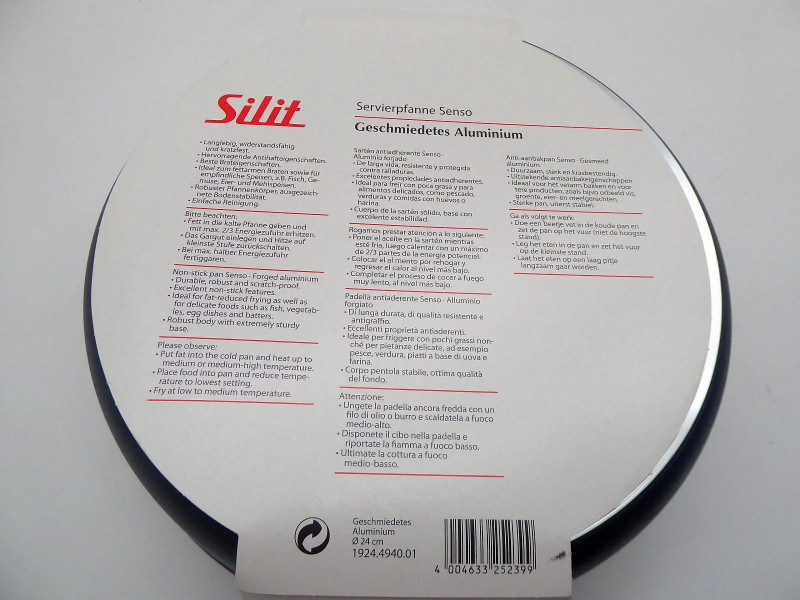 Silit
Servierpfanne Senso
Geschmiedetes Aluminium
• Langlebig, widerstandsfähig
und kratzfest.
• Hervorragende Antihafteigenschaften.
• Beste Brateigenschaften.
• Ideal zum fettarmen Braten sowie für
empfindliche Speisen, z.B. Fisch, Ge-
müse, Eier- und Mehlspeisen.
• Robuster Pfannenkörper, ausgezeich-
nete Bodenstabilität.
• Einfache Reinigung.
Bitte beachten:
• Fett in die kalte Pfanne geben und
mit max. 2/3 Energiezufuhr erhitzen.
• Das Gargut einlegen und Hitze auf
kleinste Stufe zurückschalten.
• Bei max. halber Energiezufuhr
fertiggaren.
Non-stick pan Senso - Forged aluminium
• Durable, robust and scratch-proof.
• Excellent non-stick features.
• Ideal for fat-reduced frying as well as
for delicate foods such as fish, vegetab-
les, egg dishes and batters.
• Robust body with extremely sturdy
base.
Please observe:
• Put fat into the cold pan and heat up to
medium or medium-high temperature.
• Place food into pan and reduce tempe-
rature to lowest setting.
• Fry at low to medium temperature.
Sartén antiadherente Senso -
Aluminio forjado
• De larga vida, resistente y protegida
contra ralladuras.
• Excelentes propiedades antiadherentes.
• Ideal para freir con poca grasa y para
alimentos delicados, como pescado,
verduras y comidas con huevos o
harina.
• Cuerpo de la sartén sólido, base con
excelente estabilidad.
Rogamos prestar atención a lo siguiente:
• Poner el aceite en la sartén mientras
esté fría, luego calentar con un máximo
de 2/3 partes de la energía potencial.
• Colocar el al mento por rehogar y
regresar el calor al nivel más bajo.
• Completar el proceso de cocer a fuego
muy lento, al nivel más bajo.
Padella antiaderente Senso - Alluminio
forgiato
• Di lunga durata, di qualità resistente e
antigraffio.
• Eccellenti proprietà antiaderenti.
• Ideale per friggere con pochi grassi non-
ché per pietanze delicate, ad esempio
pesce, verdura, piatti a base di uova e
farina.
• Corpo pentola stabile, ottima qualità
del fondo.
Attenzione:
• Ungete la padella ancora fredda con un
filo di olio o burro e scaldatela a fuoco
medio-alto.
• Disponete il cibo nella padella e
riportate la fiamma a fuoco basso.
• Ultimate la cottura a fuoco
medio-basso.
Anti-aanbakpan Senso - Gesmeed
aluminium
• Duurzaam, sterk en krasbestendig.
• Uitstekende antiaanbakeigenschappen
• Ideaal voor het vetarm bakken en voor
tere producten, zoals bijvoorbeeld vis,
groente, eier- en meelgerechten.
• Sterke pan, uiterst stabiel.
Ga als volgt te werk:
• Doe een beetje vet in de koude pan en
zet de pan op het vuur (niet de hoogste
stand).
• Leg het eten in de pan en zet het vuur
op de kleinste stand.
• Laat het eten op een laag pitje
langzaam gaar worden.
Geschmiedetes
Aluminium
Ø 24 cm
1924.4940.01
4 004633 252399